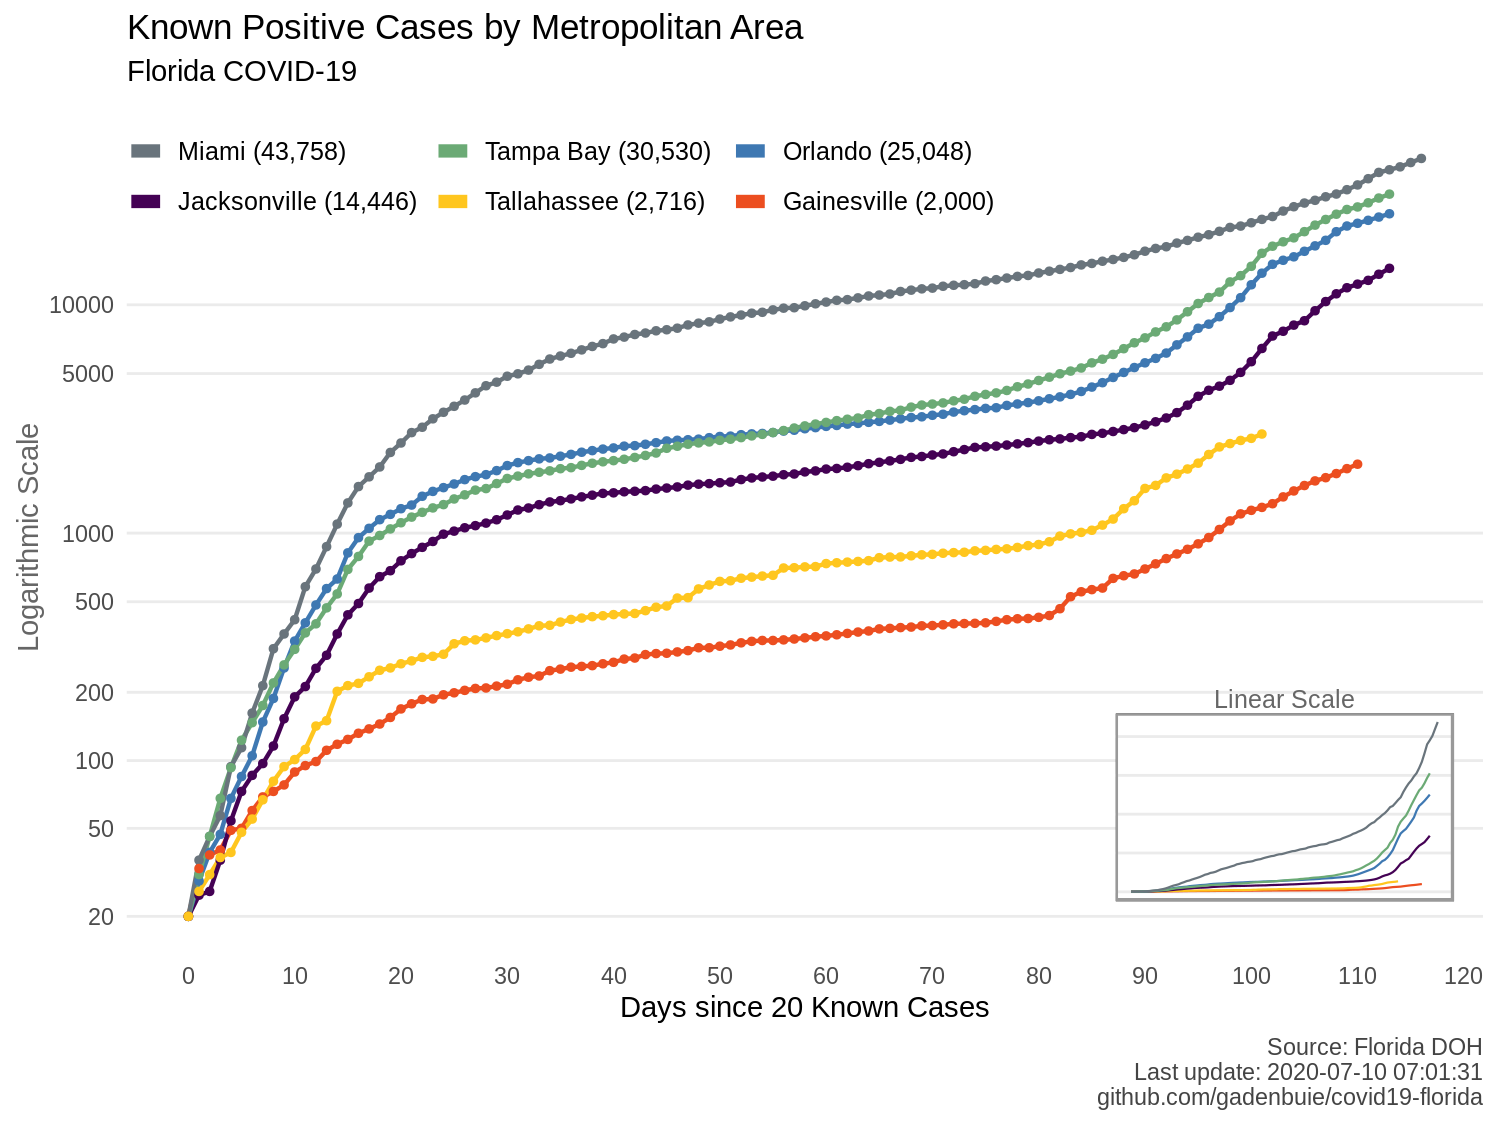 Known Positive Cases by Metropolitan Area
Florida COVID-19
Miami (43,758) Tampa Bay (30,530) Orlando (25,048)
Jacksonville (14,446) Tallahassee (2,716) Gainesville (2,000)
Logarithmic Scale
10000
5000
1000
500
200
100
50
20
Linear Scale
0 10 20 30 40 50 60 70 80 90 100 110 120
Days since 20 Known Cases
Source: Florida DOH
Last update: 2020-07-10 07:01:31
github.com/gadenbuie/covid19-florida